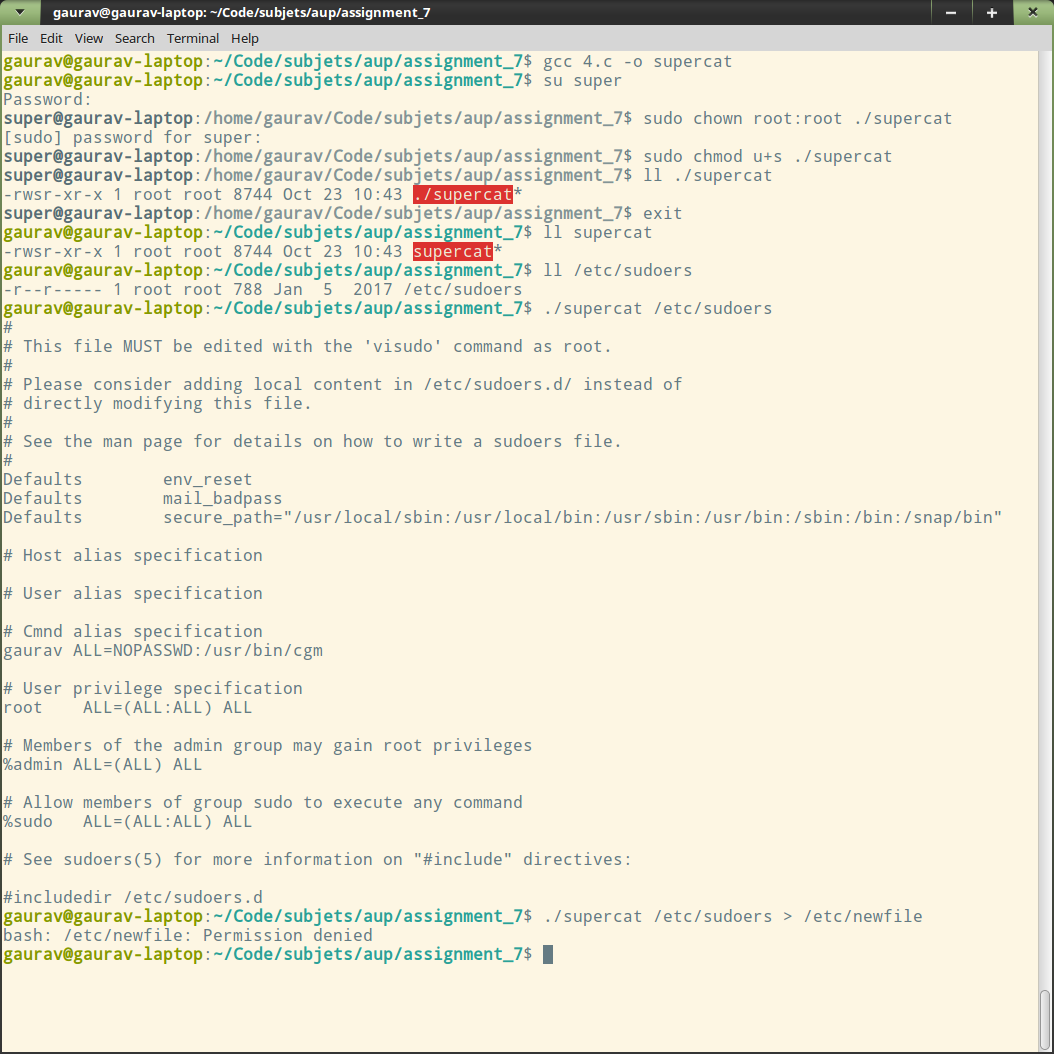 gaurav@gaurav-laptop: ~/Code/subjets/aup/assignment_7
File Edit View Search Terminal Help
gaurav@gaurav-laptop:~/Code/subjets/aup/assignment_7$ gcc 4.c -o supercat
gaurav@gaurav-laptop:~/Code/subjets/aup/assignment_7$ su super
Password:
super@gaurav-laptop:/home/gaurav/Code/subjets/aup/assignment_7$ sudo chown root:root ./supercat
[sudo] password for super:
super@gaurav-laptop:/home/gaurav/Code/subjets/aup/assignment_7$ sudo chmod u+s ./supercat
super@gaurav-laptop:/home/gaurav/Code/subjets/aup/assignment_7$ ll ./supercat
-rwsr-xr-x 1 root root 8744 Oct 23 10:43 ./supercat*
super@gaurav-laptop:/home/gaurav/Code/subjets/aup/assignment_7$ exit
gaurav@gaurav-laptop:~/Code/subjets/aup/assignment_7$ ll supercat
-rwsr-xr-x 1 root root 8744 Oct 23 10:43 supercat*
gaurav@gaurav-laptop:~/Code/subjets/aup/assignment_7$ ll /etc/sudoers
-r--r----- 1 root root 788 Jan  5  2017 /etc/sudoers
gaurav@gaurav-laptop:~/Code/subjets/aup/assignment_7$ ./supercat /etc/sudoers
#
# This file MUST be edited with the 'visudo' command as root.
#
# Please consider adding local content in /etc/sudoers.d/ instead of
# directly modifying this file.
#
# See the man page for details on how to write a sudoers file.
#
Defaults        env_reset
Defaults        mail_badpass
Defaults        secure_path="/usr/local/sbin:/usr/local/bin:/usr/sbin:/usr/bin:/sbin:/bin:/snap/bin"

# Host alias specification

# User alias specification

# Cmnd alias specification
gaurav ALL=NOPASSWD:/usr/bin/cgm

# User privilege specification
root    ALL=(ALL:ALL) ALL

# Members of the admin group may gain root privileges
%admin ALL=(ALL) ALL

# Allow members of group sudo to execute any command
%sudo   ALL=(ALL:ALL) ALL

# See sudoers(5) for more information on "#include" directives:

#includedir /etc/sudoers.d
gaurav@gaurav-laptop:~/Code/subjets/aup/assignment_7$ ./supercat /etc/sudoers > /etc/newfile
bash: /etc/newfile: Permission denied
gaurav@gaurav-laptop:~/Code/subjets/aup/assignment_7$